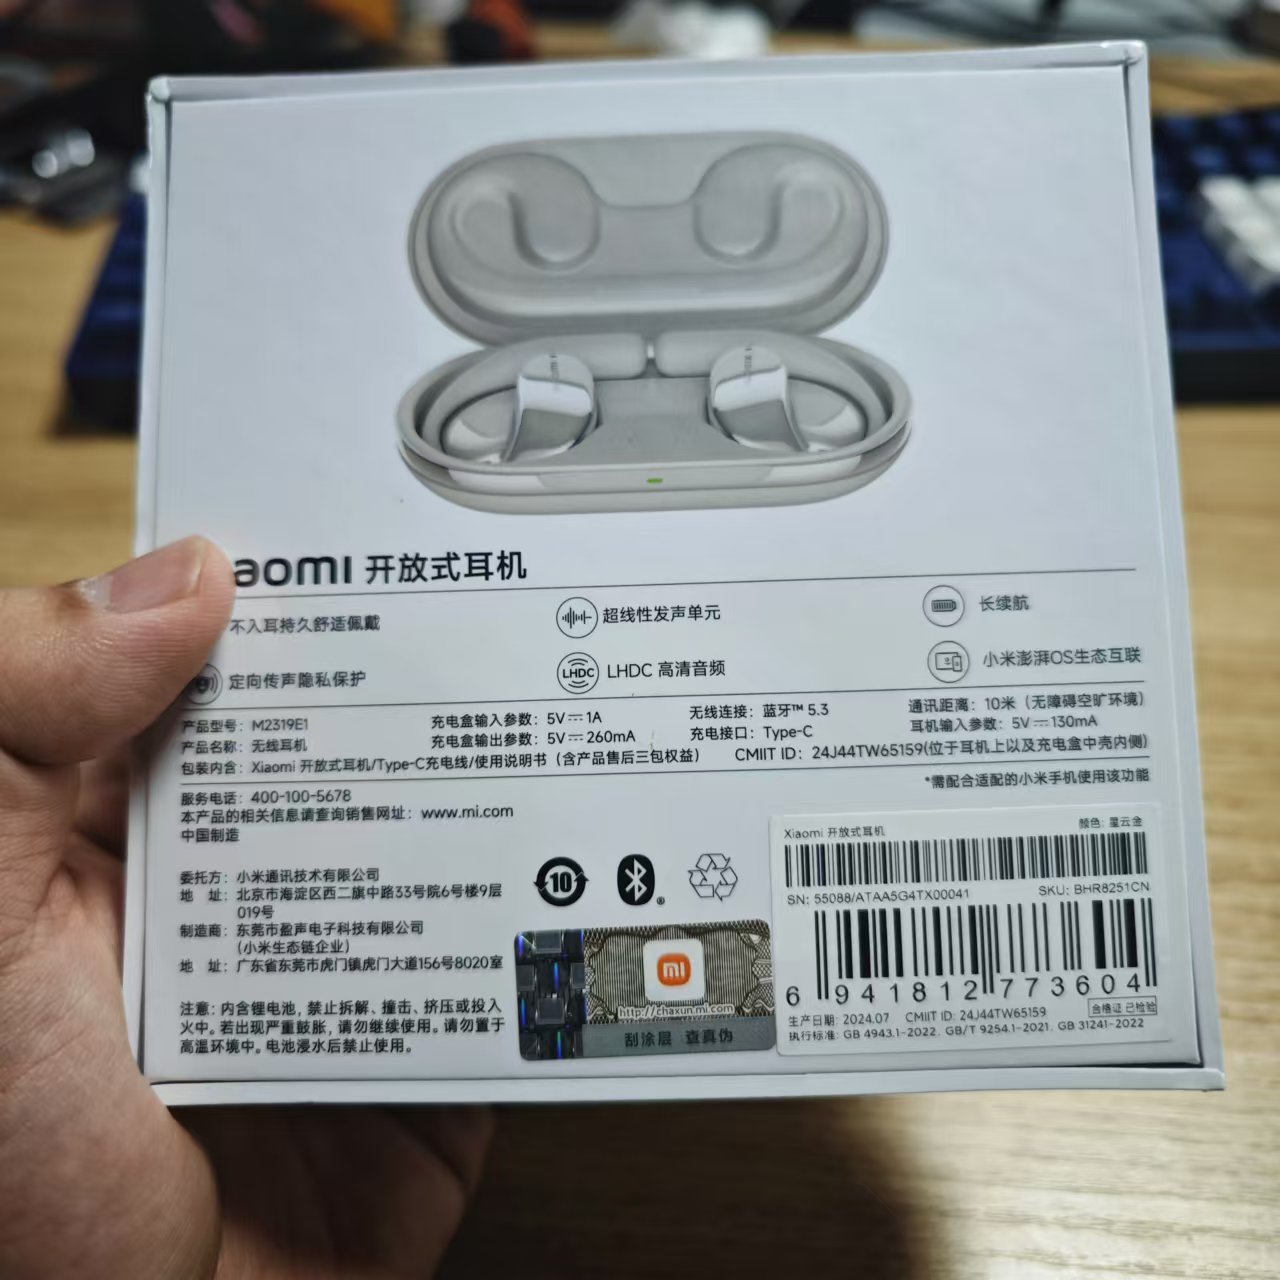 aomi 开放式耳机
不入耳持久舒适佩戴
超线性发声单元
长续航
定向传声隐私保护
LHDC
LHDC 高清音频
小米澎湃OS生态互联
产品型号：M2319E1
产品名称：无线耳机
充电盒输入参数：5V⎓1A
充电盒输出参数：5V⎓260mA
无线连接：蓝牙™ 5.3
充电接口：Type-C
通讯距离：10米（无障碍空旷环境）
耳机输入参数：5V⎓130mA
包装内含：Xiaomi 开放式耳机/Type-C充电线/使用说明书（含产品售后三包权益）
CMIIT ID：24J44TW65159(位于耳机上以及充电盒中壳内侧)
*需配合适配的小米手机使用该功能
服务电话：400-100-5678
本产品的相关信息请查询销售网址：www.mi.com
中国制造
委托方：小米通讯技术有限公司
地 址：北京市海淀区西二旗中路33号院6号楼9层
019号
制造商：东莞市盈声电子科技有限公司
（小米生态链企业）
地 址：广东省东莞市虎门镇虎门大道156号8020室
注意：内含锂电池，禁止拆解、撞击、挤压或投入
火中。若出现严重鼓胀，请勿继续使用。请勿置于
高温环境中。电池浸水后禁止使用。
10
mi
http://chaxun.mi.com
刮涂层 查真伪
Xiaomi 开放式耳机
颜色：星云金
SN: 55088/ATAA5G4TX00041
SKU: BHR8251CN
6 941812 773604
生产日期: 2024.07 CMIIT ID: 24J44TW65159
合格证 已检验
执行标准: GB 4943.1-2022. GB/T 9254.1-2021. GB 31241-2022